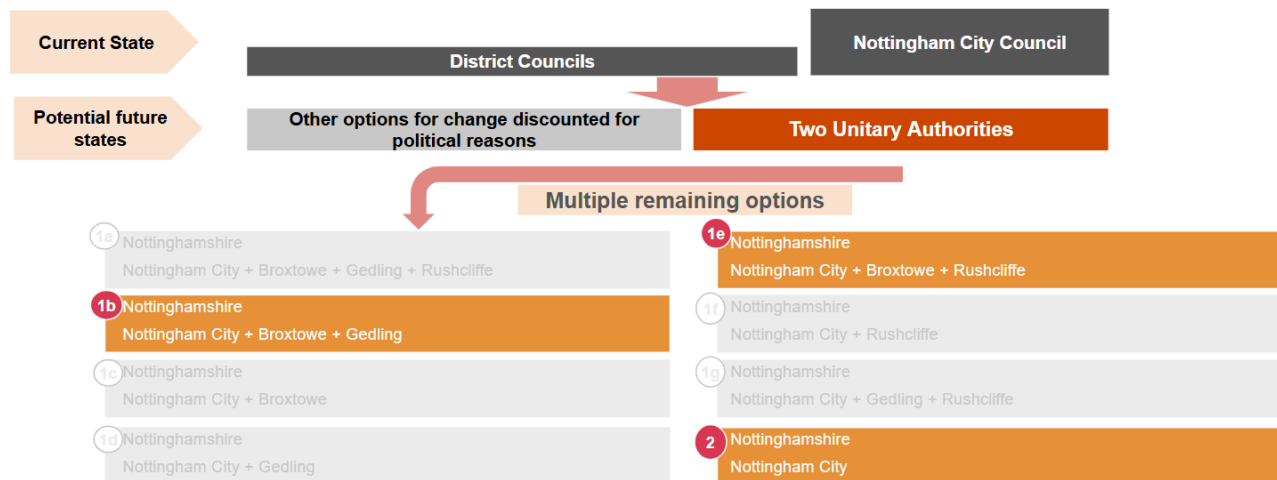 Current State
District Councils
Nottingham City Council
Potential future
states
Other options for change discounted for
political reasons
Two Unitary Authorities
Multiple remaining options
1a
Nottinghamshire
Nottingham City + Broxtowe + Gedling + Rushcliffe
1b
Nottinghamshire
Nottingham City + Broxtowe + Gedling
1c
Nottinghamshire
Nottingham City + Broxtowe
1d
Nottinghamshire
Nottingham City + Gedling
1e
Nottinghamshire
Nottingham City + Broxtowe + Rushcliffe
1f
Nottinghamshire
Nottingham City + Rushcliffe
1g
Nottinghamshire
Nottingham City + Gedling + Rushcliffe
2
Nottinghamshire
Nottingham City